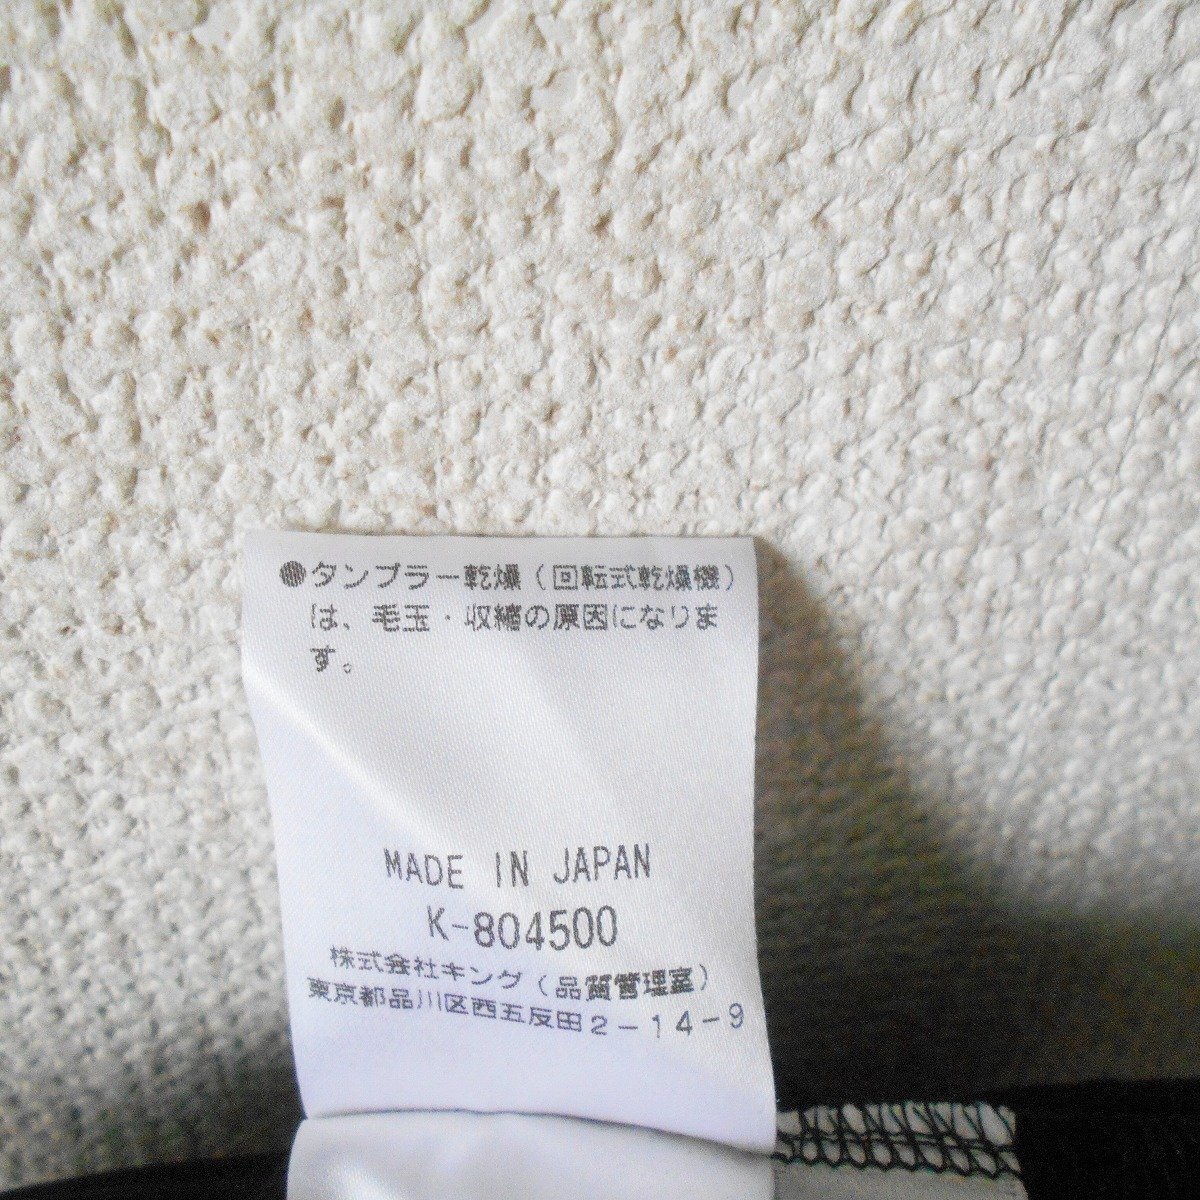 ●タンブラー乾燥（回転式乾燥機）
は、毛玉・収縮の原因になりま
す。
MADE IN JAPAN
K-804500
株式会社キング（品質管理室）
東京都品川区西五反田2-14-9